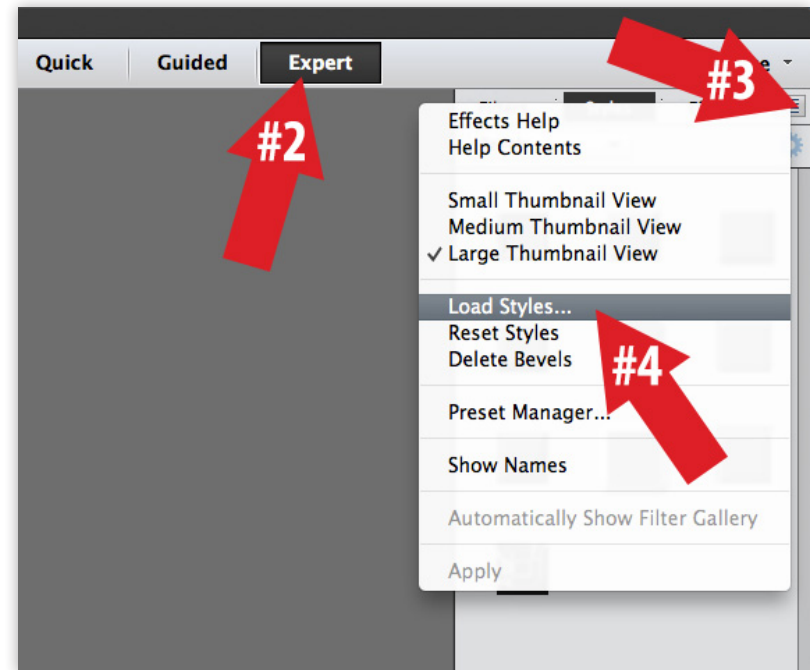 Quick Guided Expert
#2
#3
Effects Help
Help Contents
Small Thumbnail View
Medium Thumbnail View
✓ Large Thumbnail View
Load Styles...
Reset Styles
Delete Bevels
#4
Preset Manager...
Show Names
Automatically Show Filter Gallery
Apply